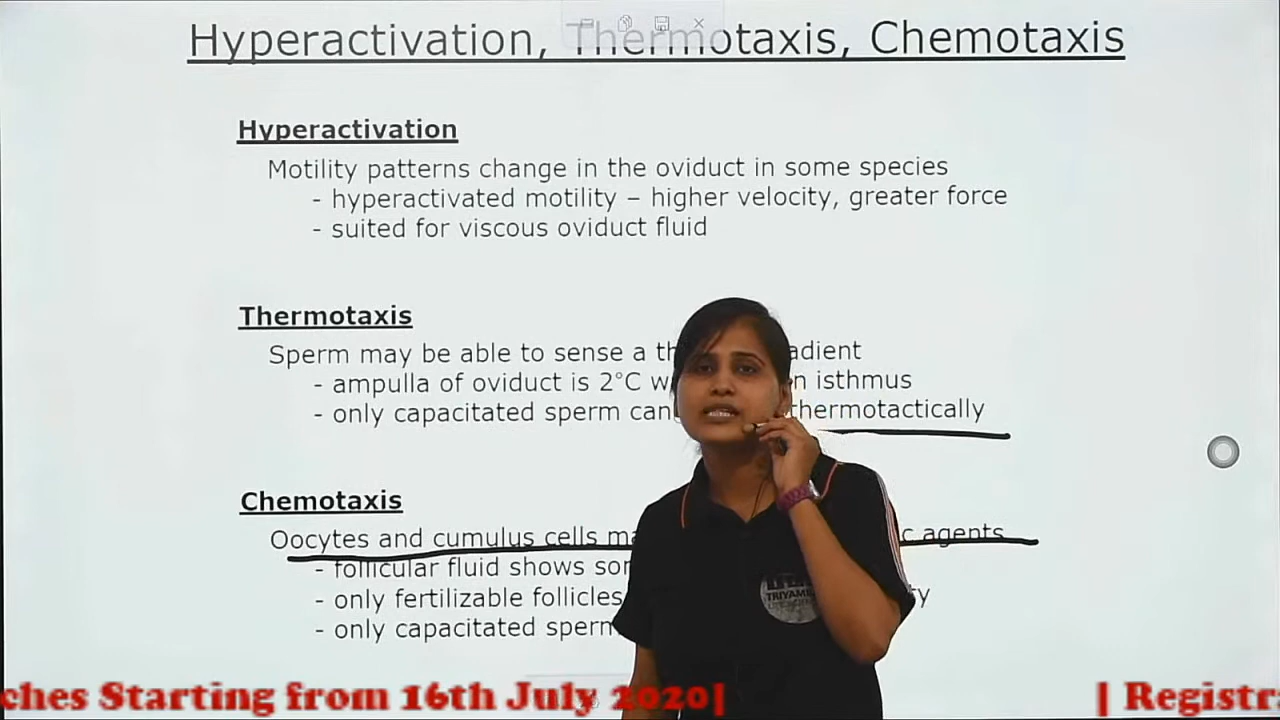 Hyperactivation, Thermotaxis, Chemotaxis
Hyperactivation
Motility patterns change in the oviduct in some species
- hyperactivated motility – higher velocity, greater force
- suited for viscous oviduct fluid
Thermotaxis
Sperm may be able to sense a
- ampulla of oviduct is 2°C isthmus
- only capacitated sperm can thermotactically
Chemotaxis
Oocytes and cumulus cells agents
- follicular fluid shows
- only fertilizable follicles
- only capacitated sperm
TRIYAM
Starting from 16th July 2020|
|